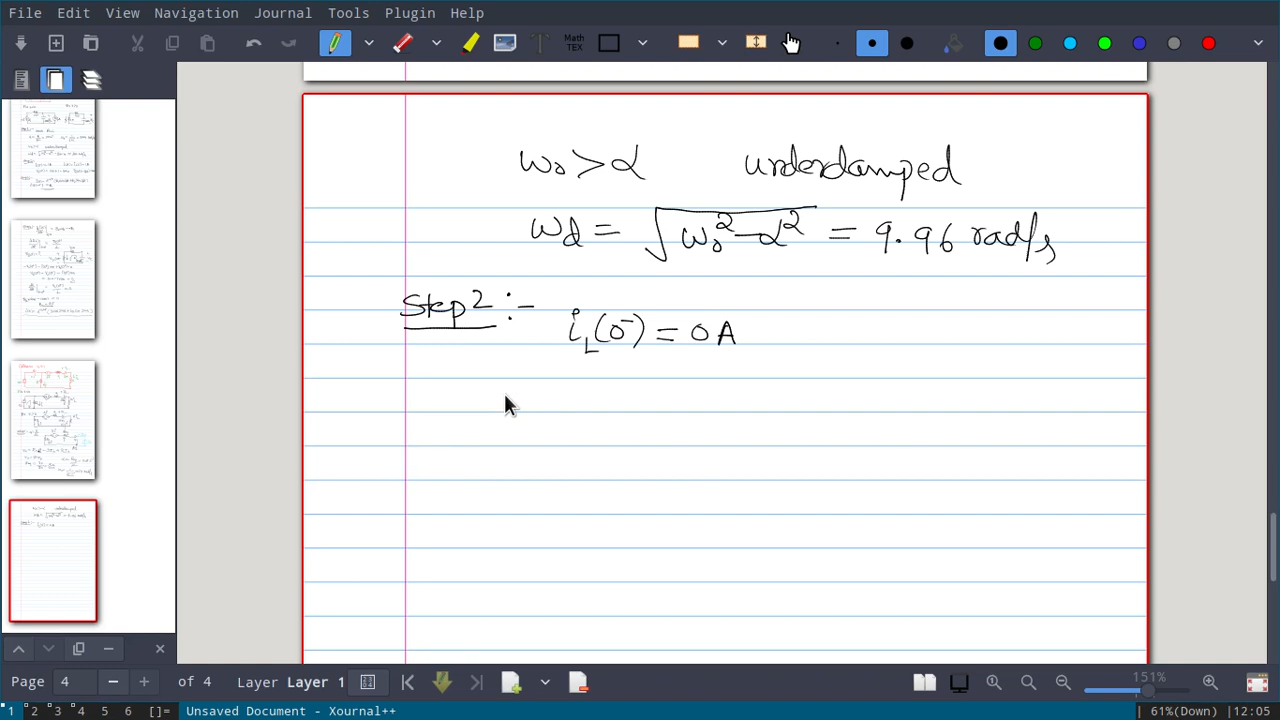 File Edit View Navigation Journal Tools Plugin Help
Math TEX
ω₀ > α underdamped
ωd = √ω₀² - α² = 9.96 rad/s
Step 2 :-
i_L(0⁻) = 0 A
Page 4 of 4 Layer Layer 1 151%
1 2 3 4 5 6 []= Unsaved Document - Xournal++ 61%(Down) 12:05